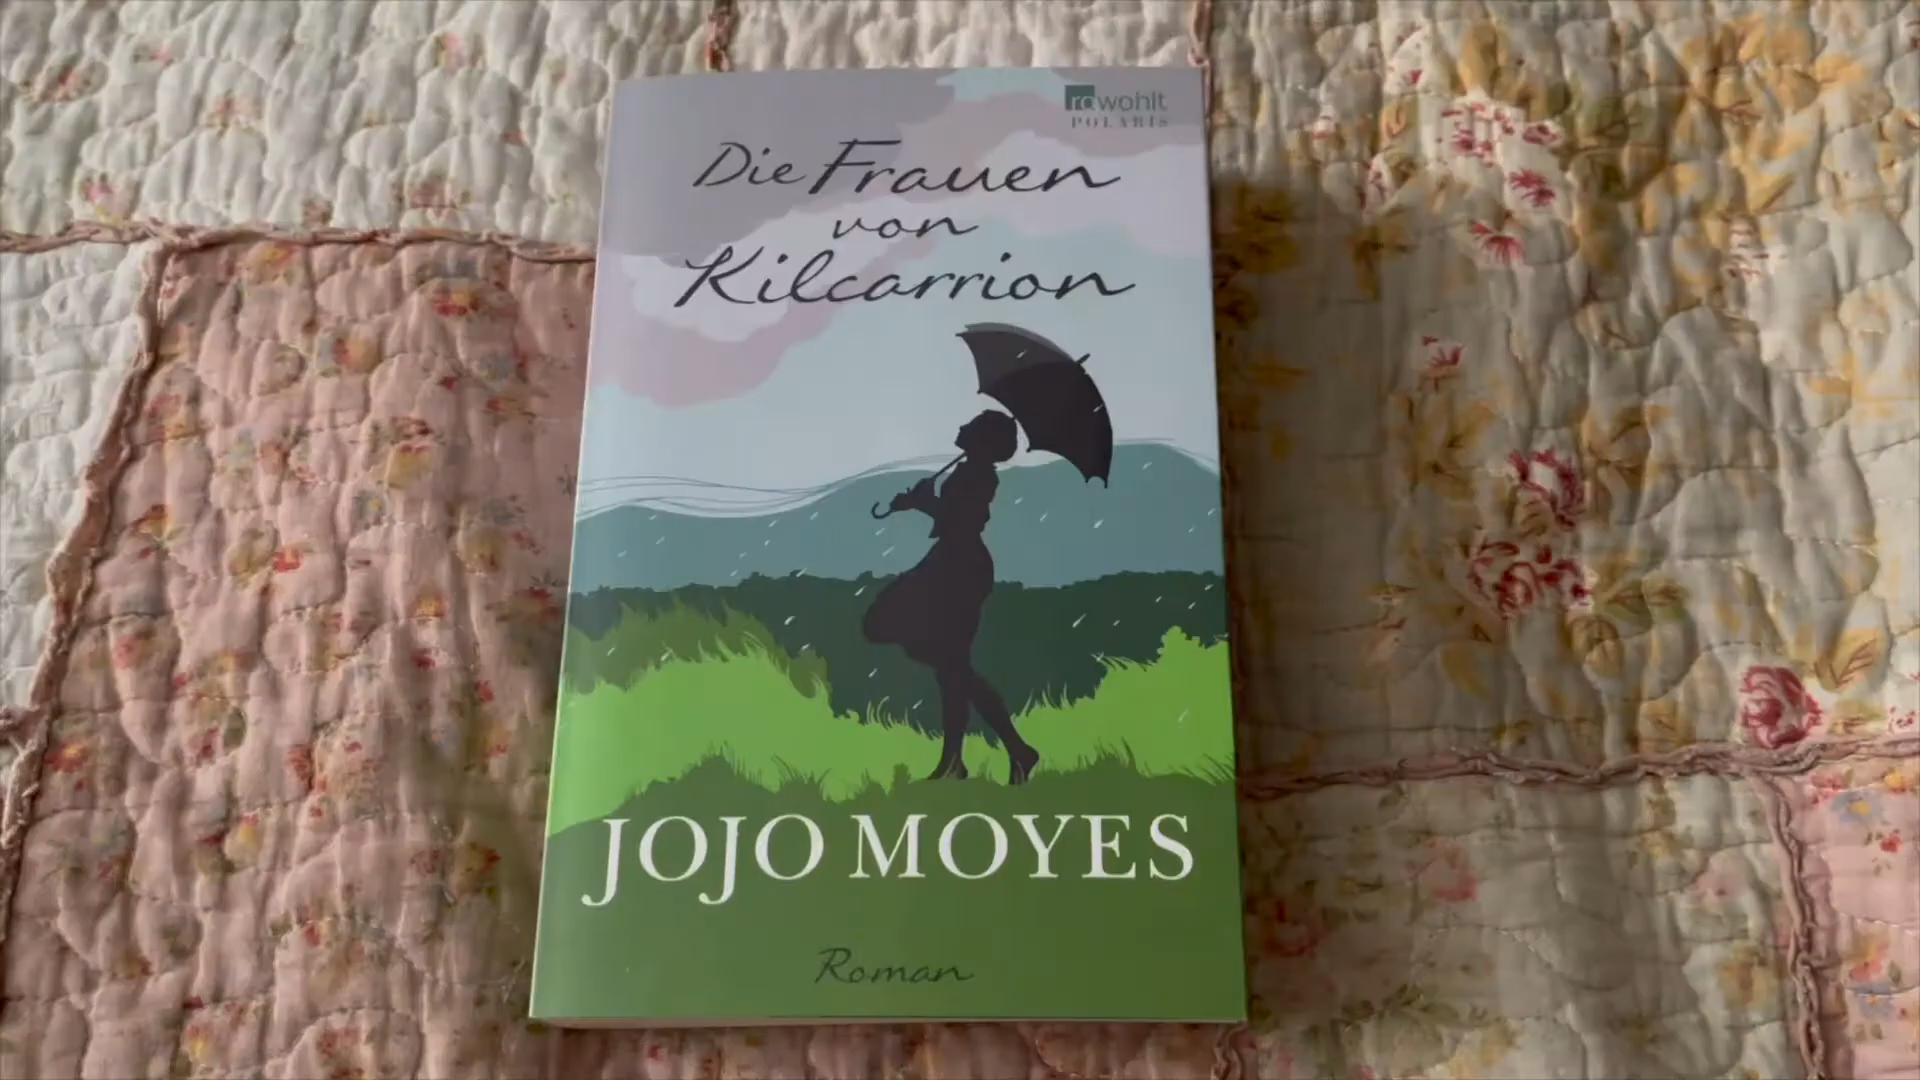 rowohlt
POLARIS
Die Frauen
von
Kilcarrion
JOJO MOYES
Roman